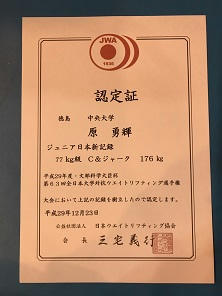 JWA
1936
認定証
徳島　中央大学
原　勇輝
ジュニア日本新記録
77kg級　C&ジャーク　176kg
平成29年度・文部科学大臣杯
第63回全日本大学対抗ウエイトリフティング選手権
大会において上記の記録を樹立したので認定します。
平成29年12月23日
公益社団法人　日本ウエイトリフティング協会
会長　三宅義行